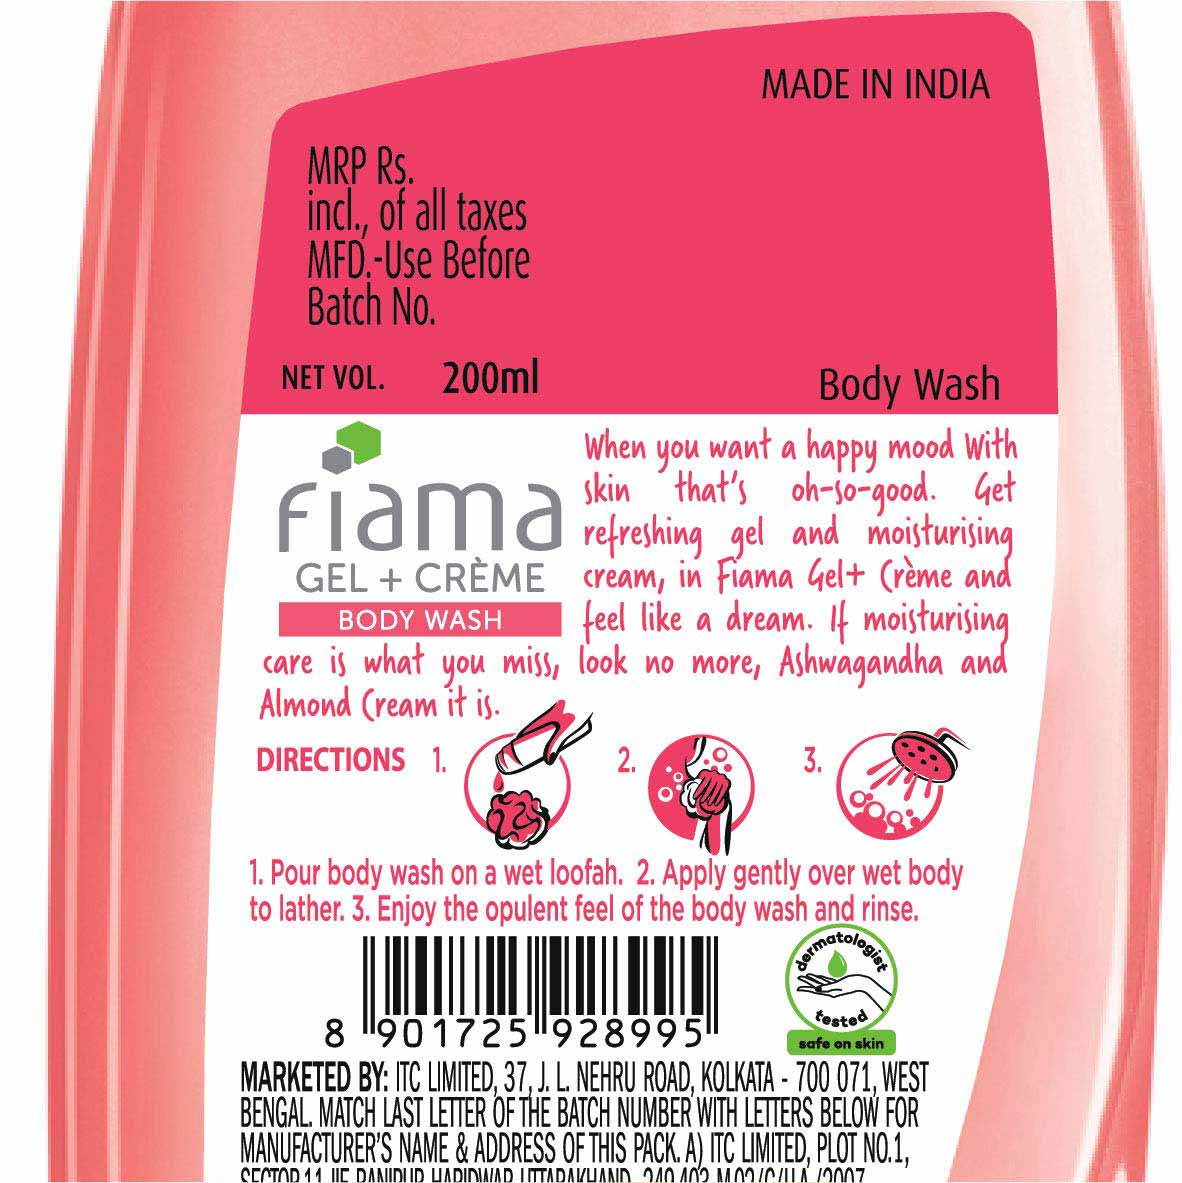 MADE IN INDIA
MRP Rs.
incl., of all taxes
MFD.-Use Before
Batch No.
NET VOL. 200ml
Body Wash
fiama
GEL + CRÈME
BODY WASH
When you want a happy mood With
skin that's oh-so-good. Get
refreshing gel and moisturising
cream, in Fiama Gel+ Crème and
feel like a dream. If moisturising
care is what you miss, look no more, Ashwagandha and
Almond Cream it is.
DIRECTIONS 1. 2. 3.
1. Pour body wash on a wet loofah. 2. Apply gently over wet body
to lather. 3. Enjoy the opulent feel of the body wash and rinse.
8 901725 928995
dermatologist
tested
safe on skin
MARKETED BY: ITC LIMITED, 37, J. L. NEHRU ROAD, KOLKATA - 700 071, WEST
BENGAL. MATCH LAST LETTER OF THE BATCH NUMBER WITH LETTERS BELOW FOR
MANUFACTURER'S NAME & ADDRESS OF THIS PACK. A) ITC LIMITED, PLOT NO.1,
SECTOR 11, IIE, RANIPUR, HARIDWAR, UTTARAKHAND